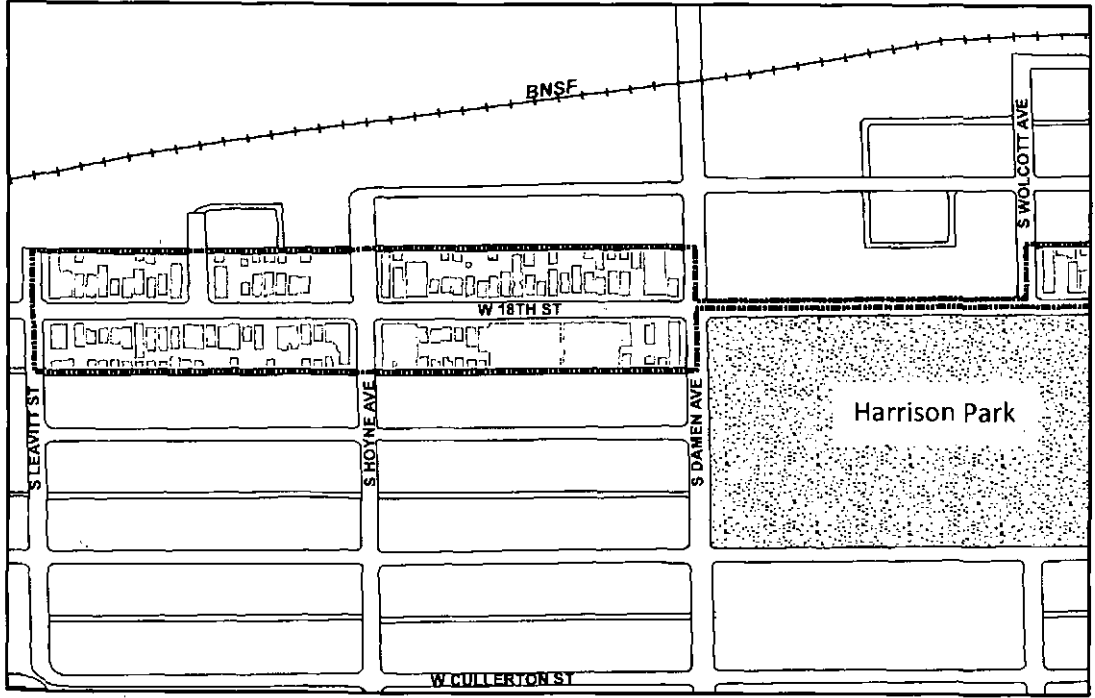 BNSF
S WOLCOTT AVE
W 18TH ST
S LEAVITT ST
S HOYNE AVE
S DAMEN AVE
Harrison Park
W CULLERTON ST